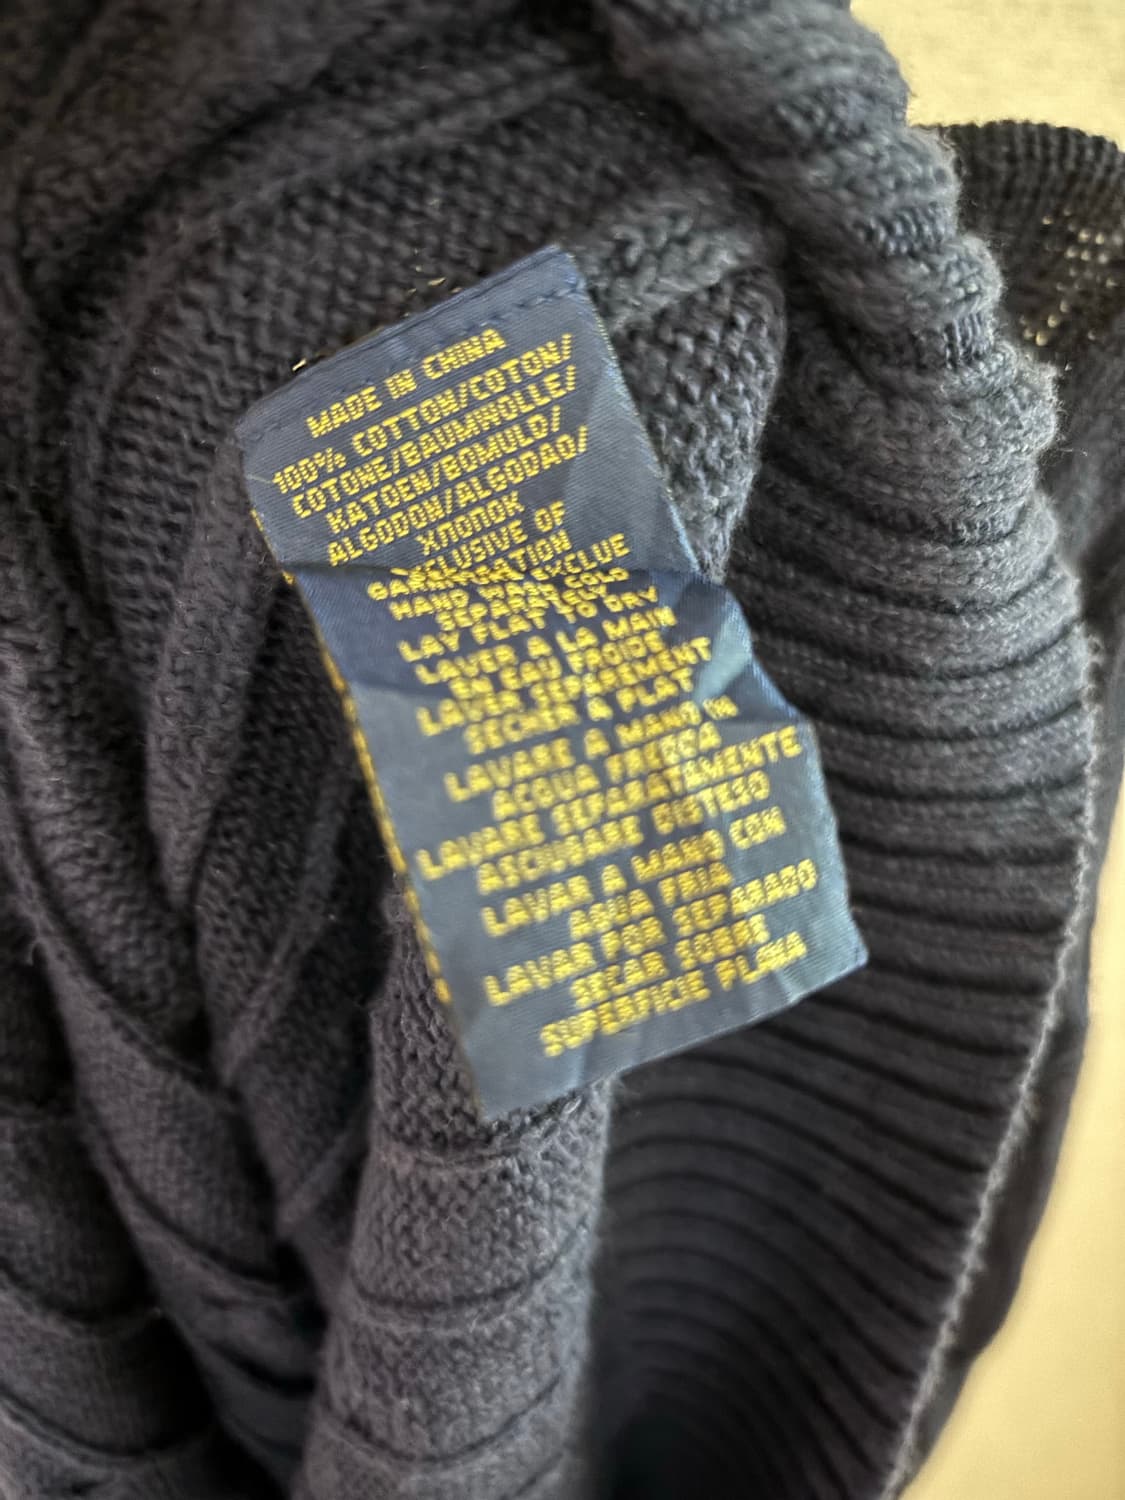 MADE IN CHINA
100% COTTON/COTON/
COTONE/BAUMWOLLE/
KATOEN/BOMULD/
ALGODON/ALGODAO/
ХЛОПОК
EXCLUSIVE OF
EXCLUE
HAND WASH COLD
SEPARATELY
LAY FLAT TO DRY
LAVER A LA MAIN
EN EAU FROIDE
LAVER SEPAREMENT
SECHER A PLAT
LAVARE A MANO IN
ACQUA FREDDA
LAVARE SEPARATAMENTE
ASCIUGARE DISTESO
LAVAR A MANO CON
AGUA FRIA
LAVAR POR SEPARADO
SECAR SOBRE
SUPERFICIE PLANA